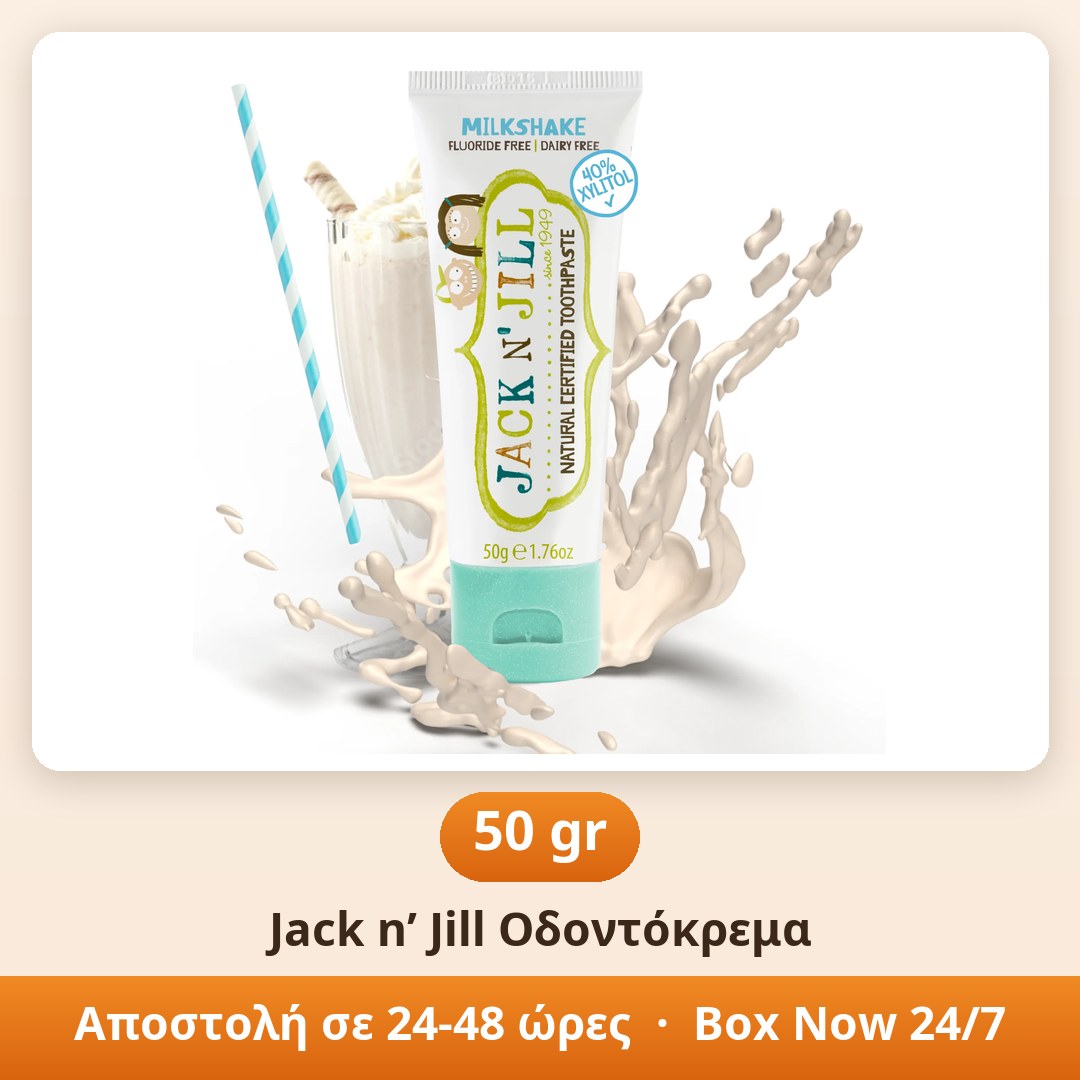 MILKSHAKE
FLUORIDE FREE | DAIRY FREE
40%
XYLITOL
JACK N' JILL
since 1949
NATURAL CERTIFIED TOOTHPASTE
50g ℮ 1.76oz
50 gr
Jack n’ Jill Οδοντόκρεμα
Αποστολή σε 24-48 ώρες · Box Now 24/7